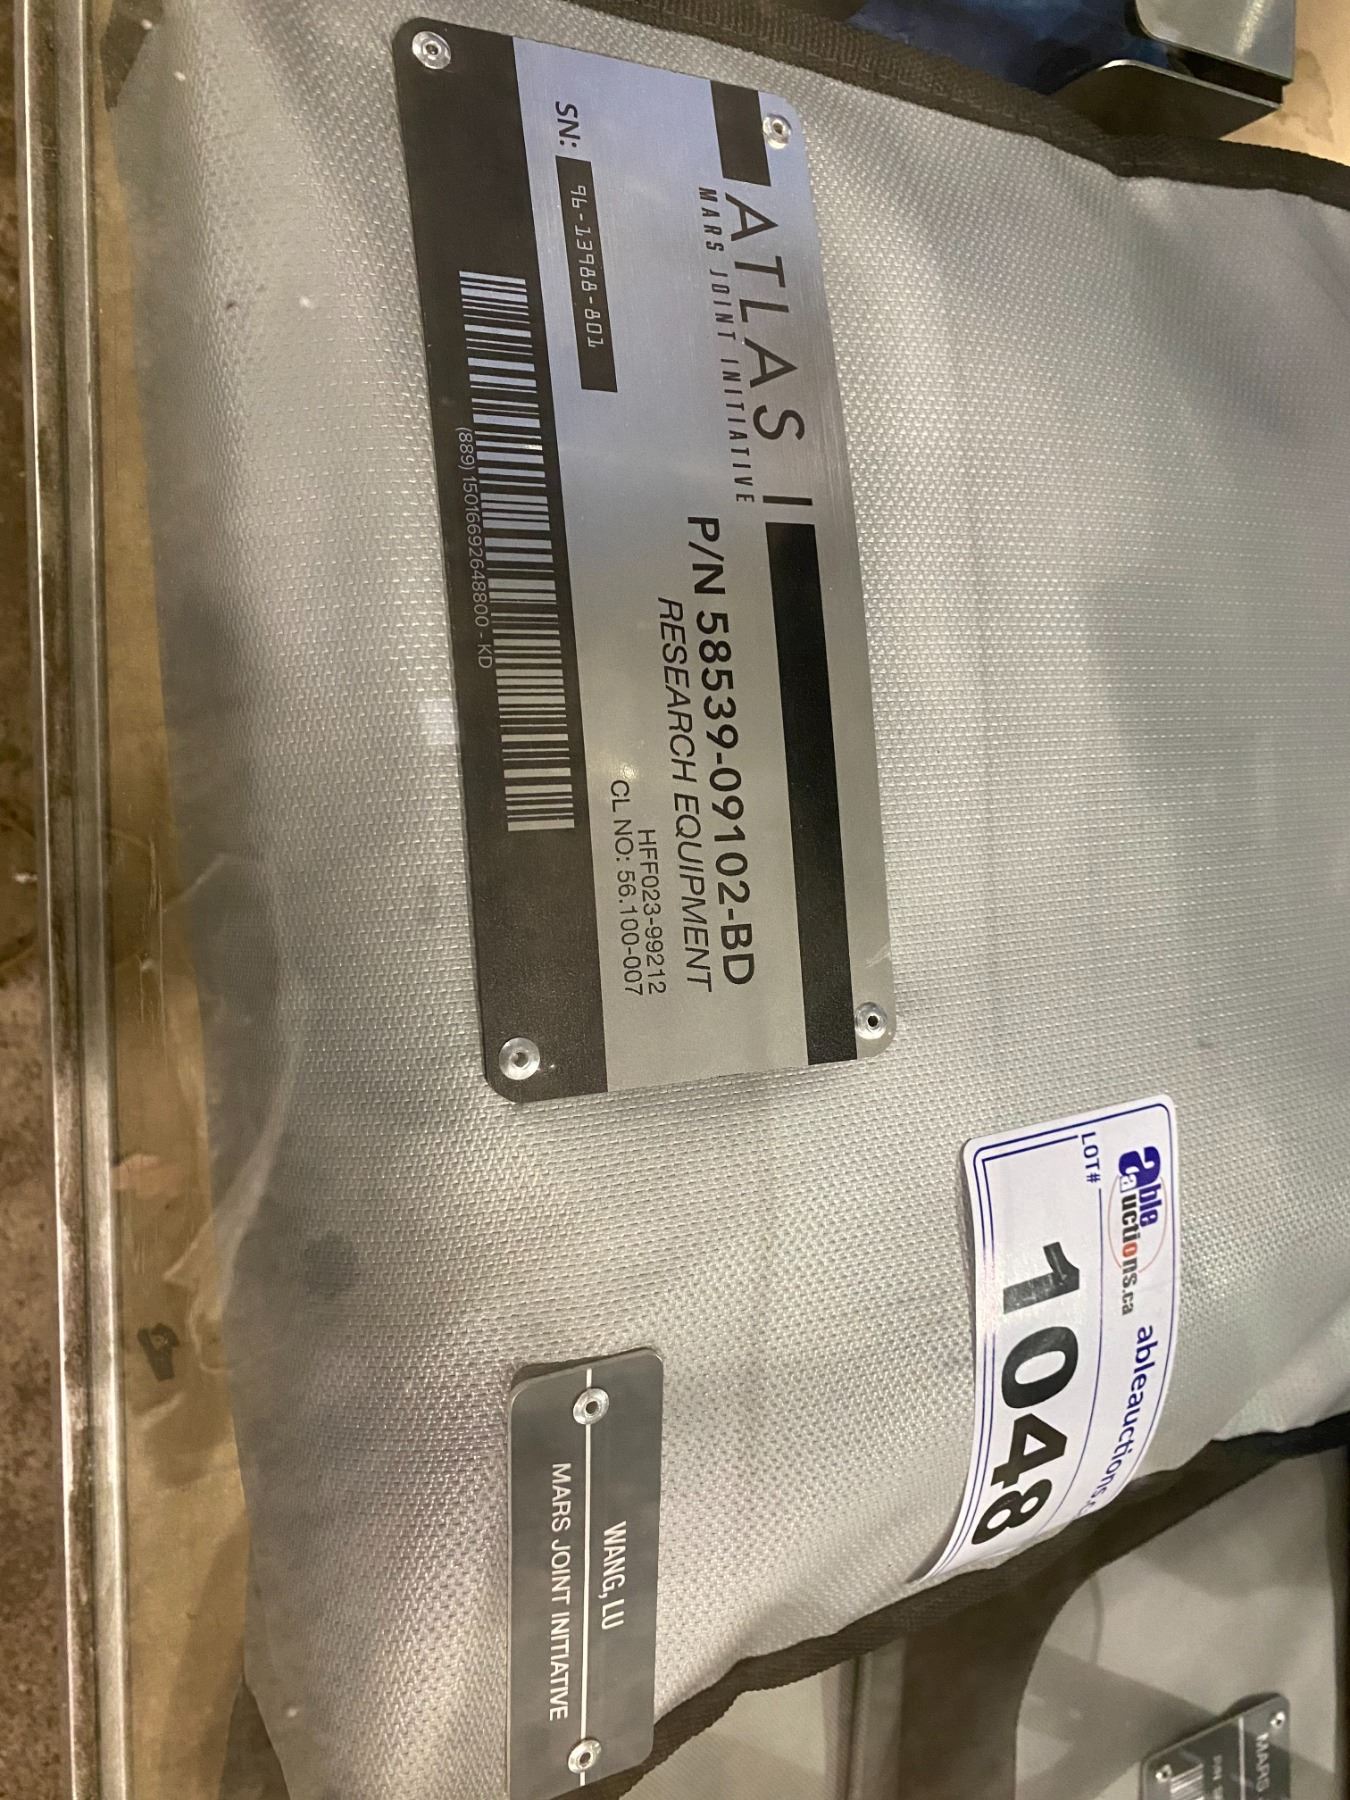 ATLAS I
MARS JOINT INITIATIVE
P/N 58539-09102-BD
RESEARCH EQUIPMENT
HFF023-99212
CL NO: 56.100-007
SN: 96-13988-801
(889) 15016692648800 - KD
able auctions.ca
ableauctions
LOT#
1048
WANG, LU
MARS JOINT INITIATIVE
MARS